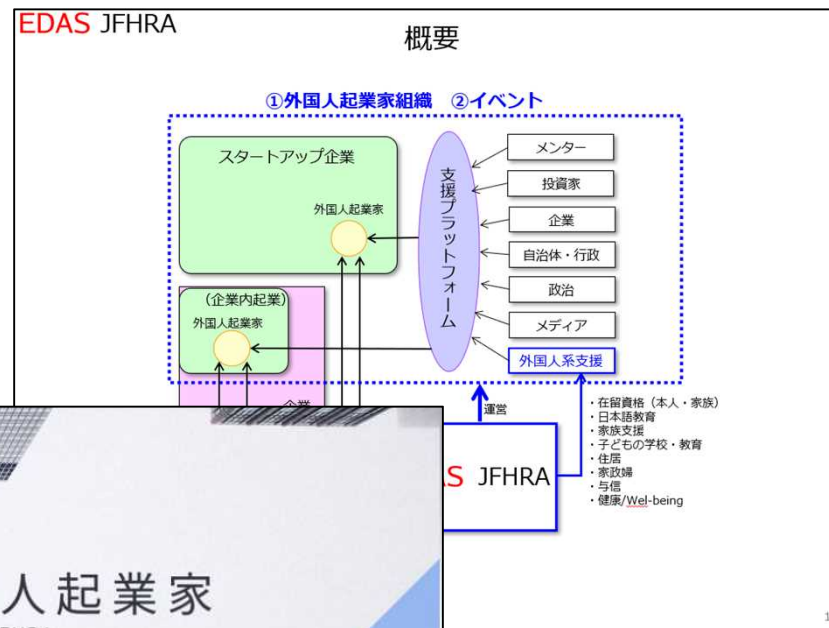 EDAS JFHRA
概要
①外国人起業家組織 ②イベント
スタートアップ企業
外国人起業家
(企業内起業)
外国人起業家
企業
支援プラットフォーム
メンター
投資家
企業
自治体・行政
政治
メディア
外国人系支援
運営
・在留資格（本人・家族）
・日本語教育
・家族支援
・子どもの学校・教育
・住居
・家政婦
・与信
・健康/Wel-being
S JFHRA
人起業家
1